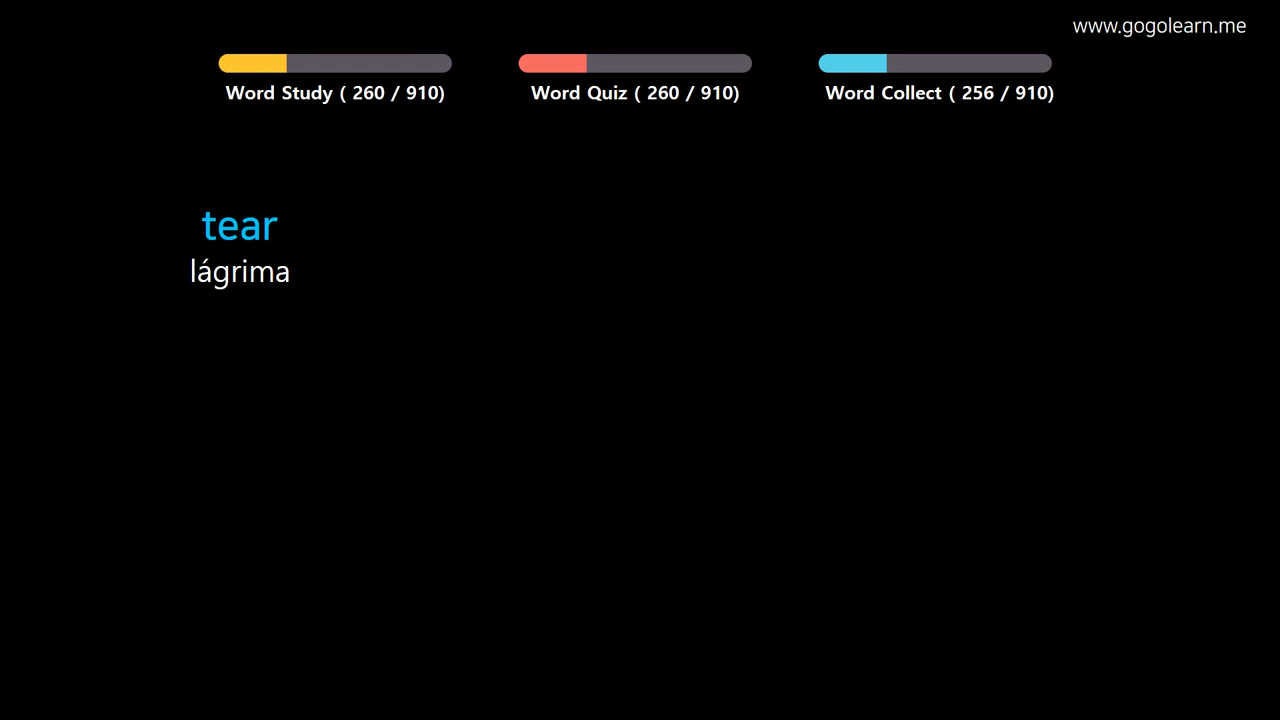 www.gogolearn.me
Word Study ( 260 / 910)
Word Quiz ( 260 / 910)
Word Collect ( 256 / 910)
tear
lágrima